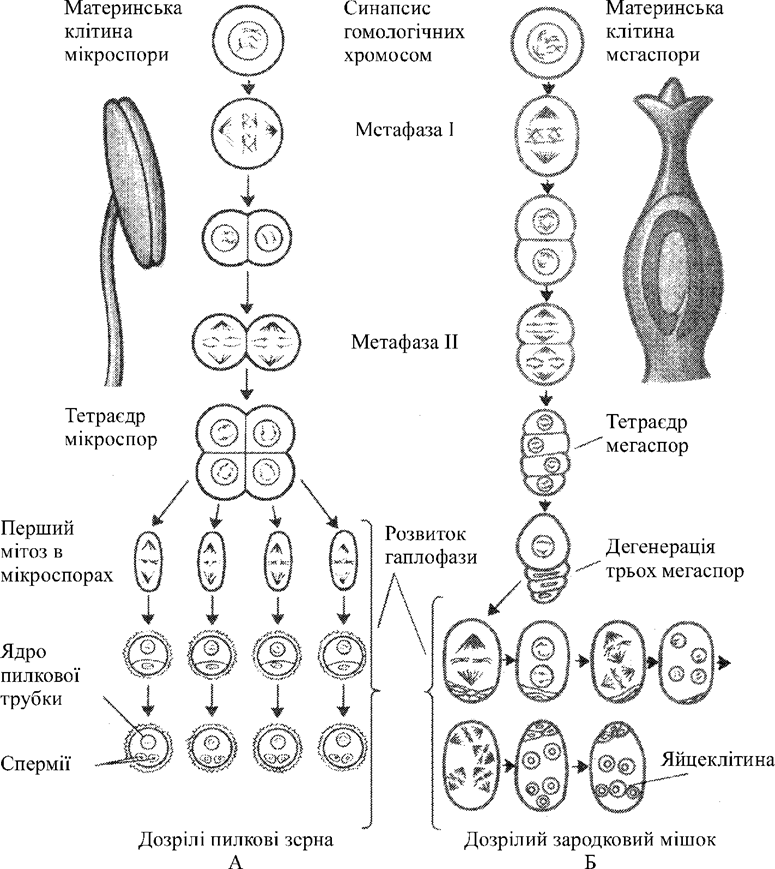 Материнська
клітина
мікроспори
Синапсис
гомологічних
хромосом
Материнська
клітина
мегаспори
Метафаза I
Метафаза II
Тетраєдр
мікроспор
Тетраєдр
мегаспор
Перший
мітоз в
мікроспорах
Розвиток
гаплофази
Дегенерація
трьох мегаспор
Ядро
пилкової
трубки
Спермії
Яйцеклітина
Дозрілі пилкові зерна
А
Дозрілий зародковий мішок
Б